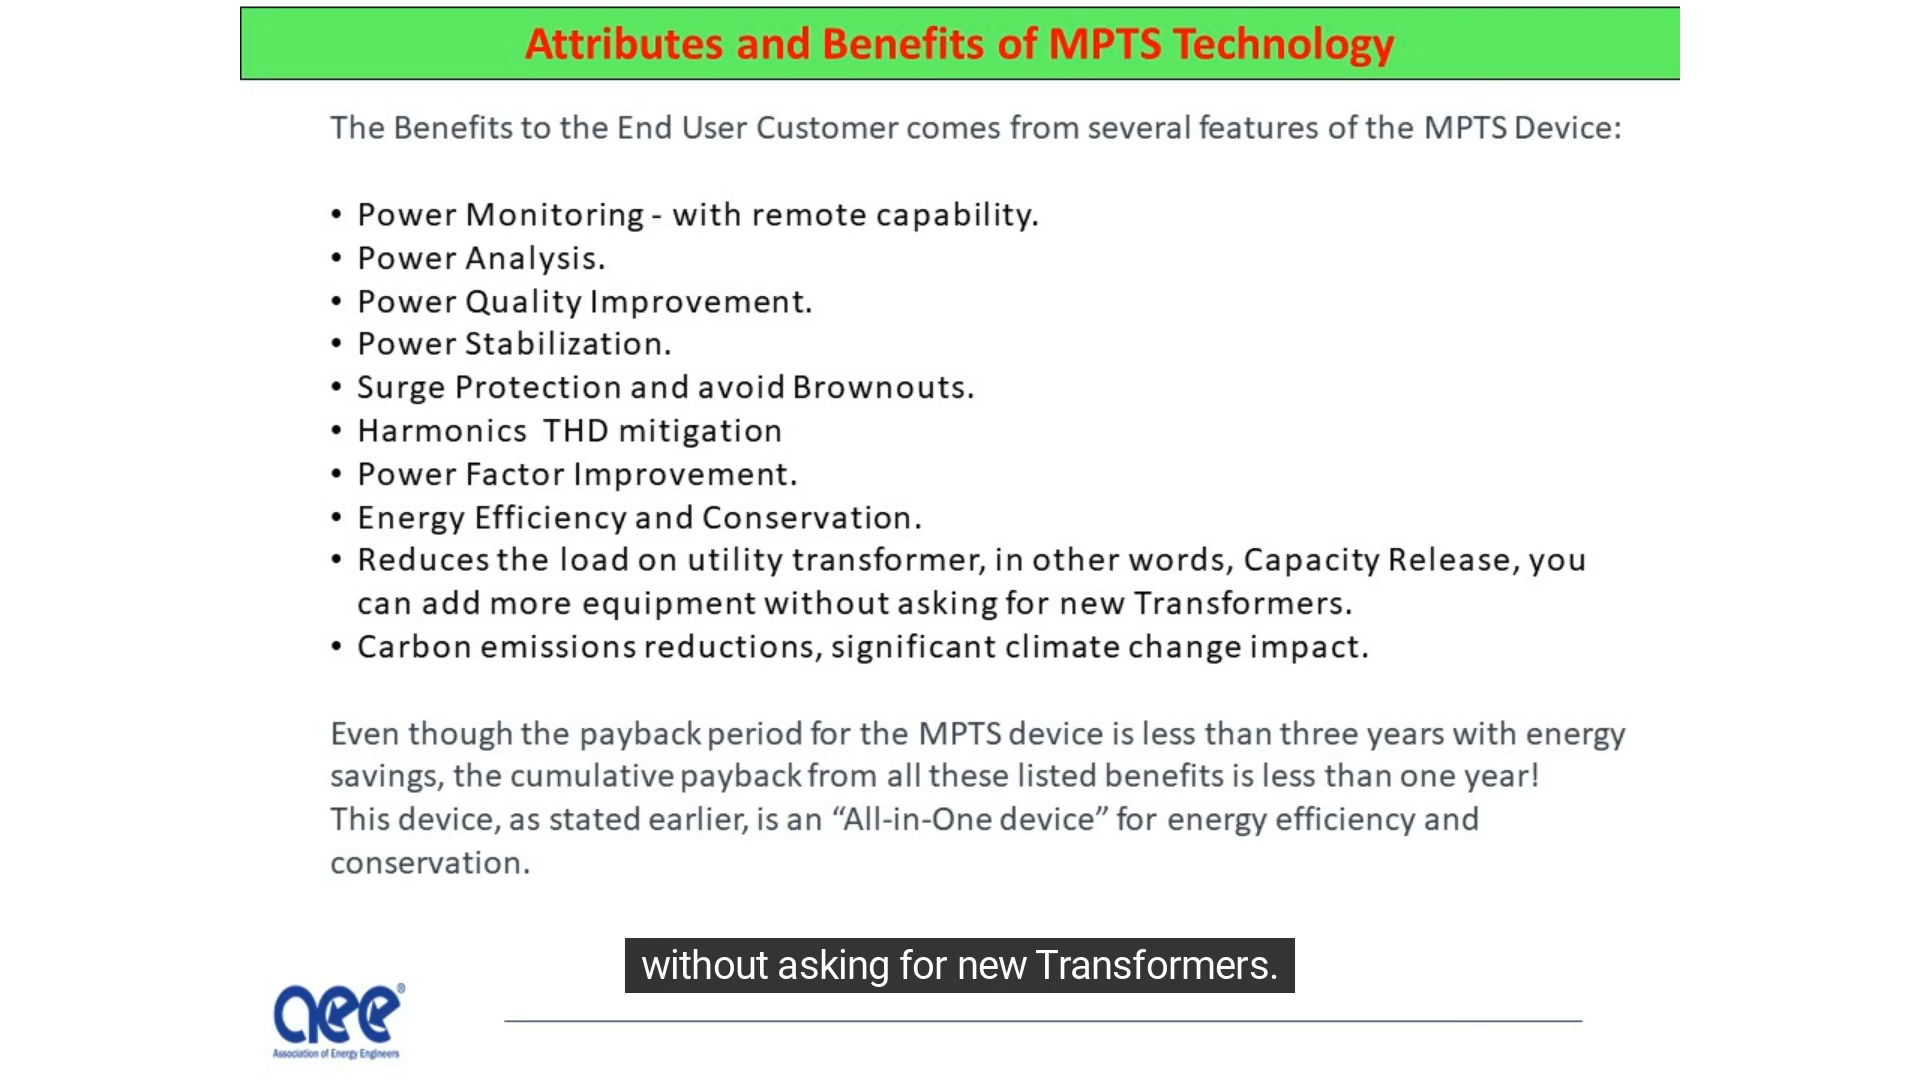 Attributes and Benefits of MPTS Technology
The Benefits to the End User Customer comes from several features of the MPTS Device:
• Power Monitoring - with remote capability.
• Power Analysis.
• Power Quality Improvement.
• Power Stabilization.
• Surge Protection and avoid Brownouts.
• Harmonics THD mitigation
• Power Factor Improvement.
• Energy Efficiency and Conservation.
• Reduces the load on utility transformer, in other words, Capacity Release, you
can add more equipment without asking for new Transformers.
• Carbon emissions reductions, significant climate change impact.
Even though the payback period for the MPTS device is less than three years with energy
savings, the cumulative payback from all these listed benefits is less than one year!
This device, as stated earlier, is an “All-in-One device” for energy efficiency and
conservation.
without asking for new Transformers.
aee®
Association of Energy Engineers